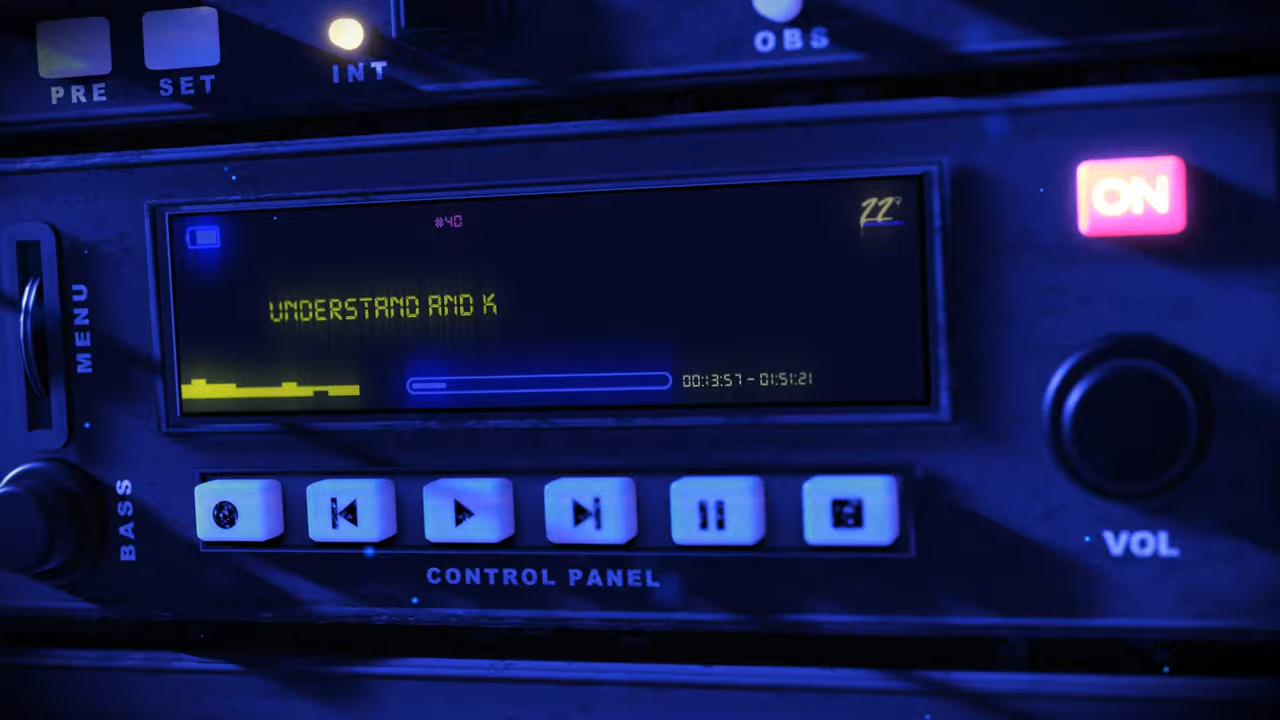 PRE
SET
INT
OBS
#40
22
ON
UNDERSTAND AND K
00:13:57 - 01:51:21
MENU
BASS
CONTROL PANEL
VOL